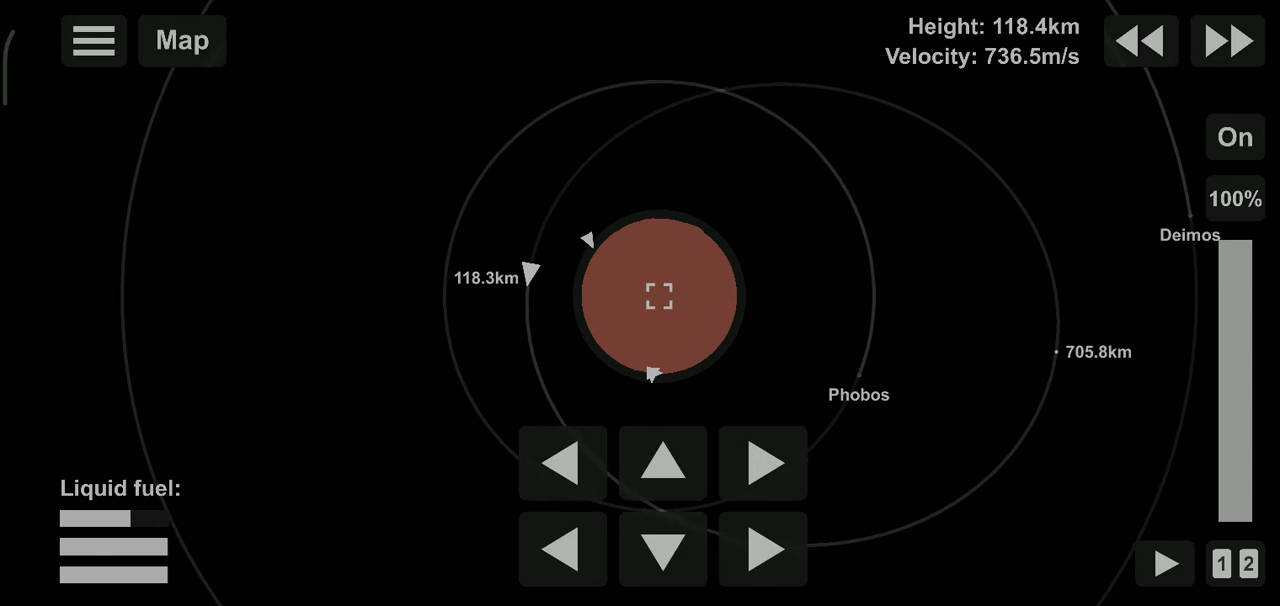 Map
Height: 118.4km
Velocity: 736.5m/s
On
100%
Deimos
118.3km
705.8km
Phobos
Liquid fuel:
1 2